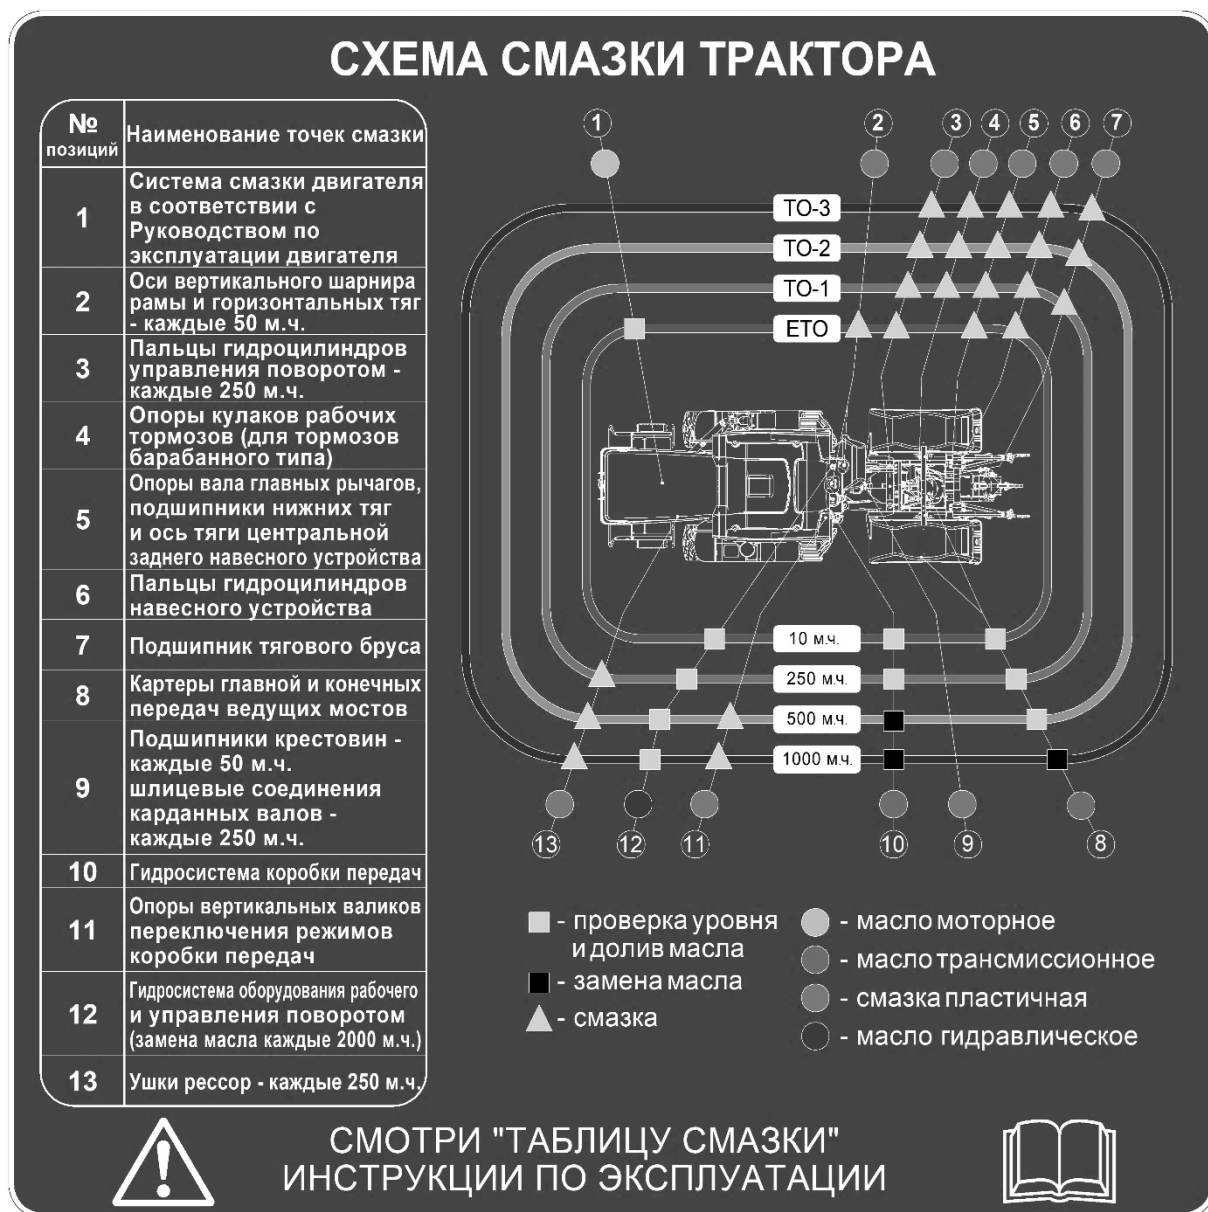 СХЕМА СМАЗКИ ТРАКТОРА
№
позиций
Наименование точек смазки
1
Система смазки двигателя
в соответствии с
Руководством по
эксплуатации двигателя
2
Оси вертикального шарнира
рамы и горизонтальных тяг
- каждые 50 м.ч.
3
Пальцы гидроцилиндров
управления поворотом -
каждые 250 м.ч.
4
Опоры кулаков рабочих
тормозов (для тормозов
барабанного типа)
5
Опоры вала главных рычагов,
подшипники нижних тяг
и ось тяги центральной
заднего навесного устройства
6
Пальцы гидроцилиндров
навесного устройства
7
Подшипник тягового бруса
8
Картеры главной и конечных
передач ведущих мостов
9
Подшипники крестовин -
каждые 50 м.ч.
шлицевые соединения
карданных валов -
каждые 250 м.ч.
10
Гидросистема коробки передач
11
Опоры вертикальных валиков
переключения режимов
коробки передач
12
Гидросистема оборудования рабочего
и управления поворотом
(замена масла каждые 2000 м.ч.)
13
Ушки рессор - каждые 250 м.ч.
1
2
3
4
5
6
7
ТО-3
ТО-2
ТО-1
ЕТО
10 м.ч.
250 м.ч.
500 м.ч.
1000 м.ч.
13
12
11
10
9
8
- проверка уровня
и долив масла
- замена масла
- смазка
- масло моторное
- масло трансмиссионное
- смазка пластичная
- масло гидравлическое
СМОТРИ "ТАБЛИЦУ СМАЗКИ"
ИНСТРУКЦИИ ПО ЭКСПЛУАТАЦИИ